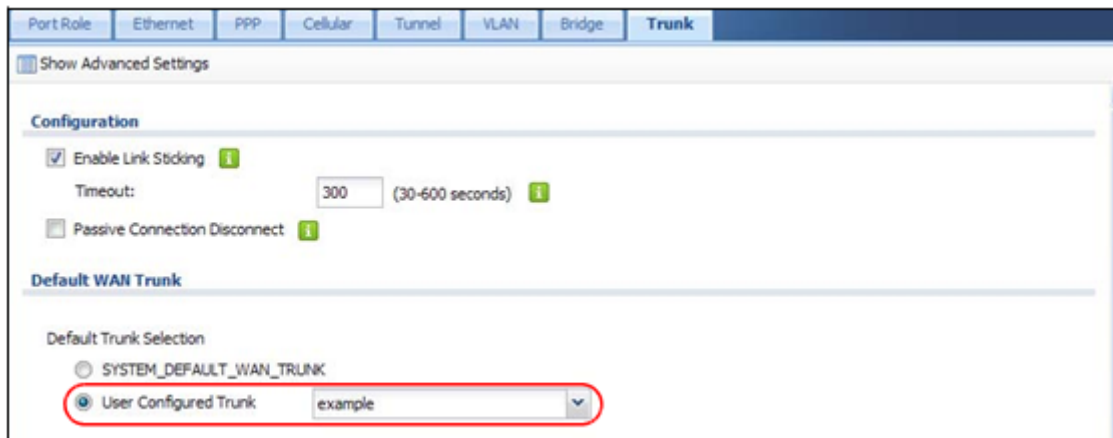 Port Role Ethernet PPP Cellular Tunnel VLAN Bridge Trunk
Show Advanced Settings
Configuration
Enable Link Sticking i
Timeout: 300 (30-600 seconds) i
Passive Connection Disconnect i
Default WAN Trunk
Default Trunk Selection
SYSTEM_DEFAULT_WAN_TRUNK
User Configured Trunk example